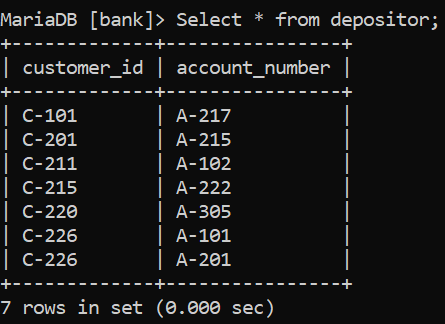 MariaDB [bank]> Select * from depositor;
+-------------+----------------+
| customer_id | account_number |
+-------------+----------------+
| C-101       | A-217          |
| C-201       | A-215          |
| C-211       | A-102          |
| C-215       | A-222          |
| C-220       | A-305          |
| C-226       | A-101          |
| C-226       | A-201          |
+-------------+----------------+
7 rows in set (0.000 sec)